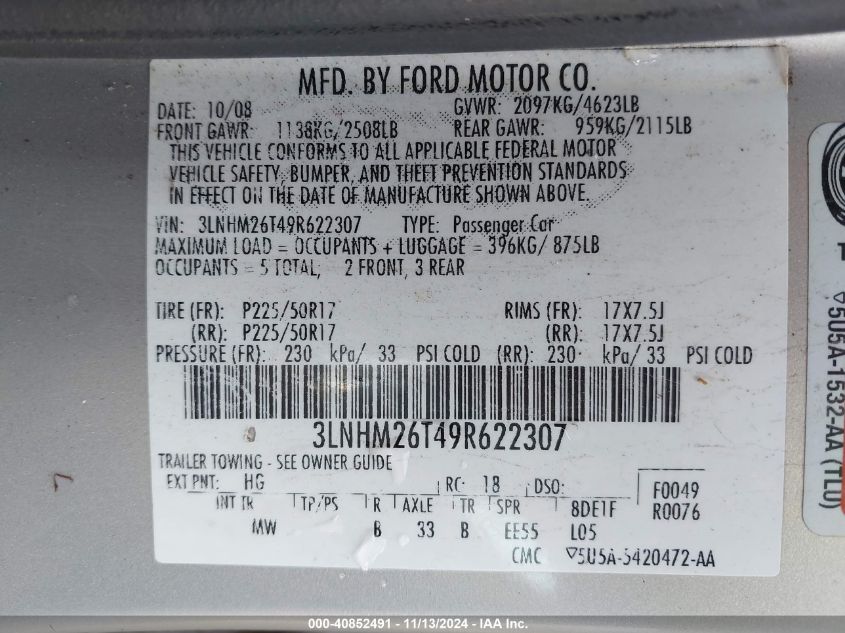 MFD. BY FORD MOTOR CO.
DATE: 10/08 GVWR: 2097KG/4623LB
FRONT GAWR: 1138KG/2508LB REAR GAWR: 959KG/2115LB
THIS VEHICLE CONFORMS TO ALL APPLICABLE FEDERAL MOTOR
VEHICLE SAFETY, BUMPER, AND THEFT PREVENTION STANDARDS
IN EFFECT ON THE DATE OF MANUFACTURE SHOWN ABOVE.
VIN: 3LNHM26T49R622307 TYPE: Passenger Car
MAXIMUM LOAD = OCCUPANTS + LUGGAGE = 396KG/ 875LB
OCCUPANTS = 5 TOTAL, 2 FRONT, 3 REAR
TIRE (FR): P225/50R17 RIMS (FR): 17X7.5J
(RR): P225/50R17 (RR): 17X7.5J
PRESSURE (FR): 230 kPa/ 33 PSI COLD (RR): 230 kPa/ 33 PSI COLD
3LNHM26T49R622307
TRAILER TOWING - SEE OWNER GUIDE
EXT PNT: HG RC: 18 DSO: F0049
INT TR TP/PS R AXLE TR SPR 8DE1F R0076
MW B 33 B EE55 L05
CMC ▽5U5A-5420472-AA
▽5U5A-1532-AA (TLU)
000-40852491 - 11/13/2024 - IAA, Inc.